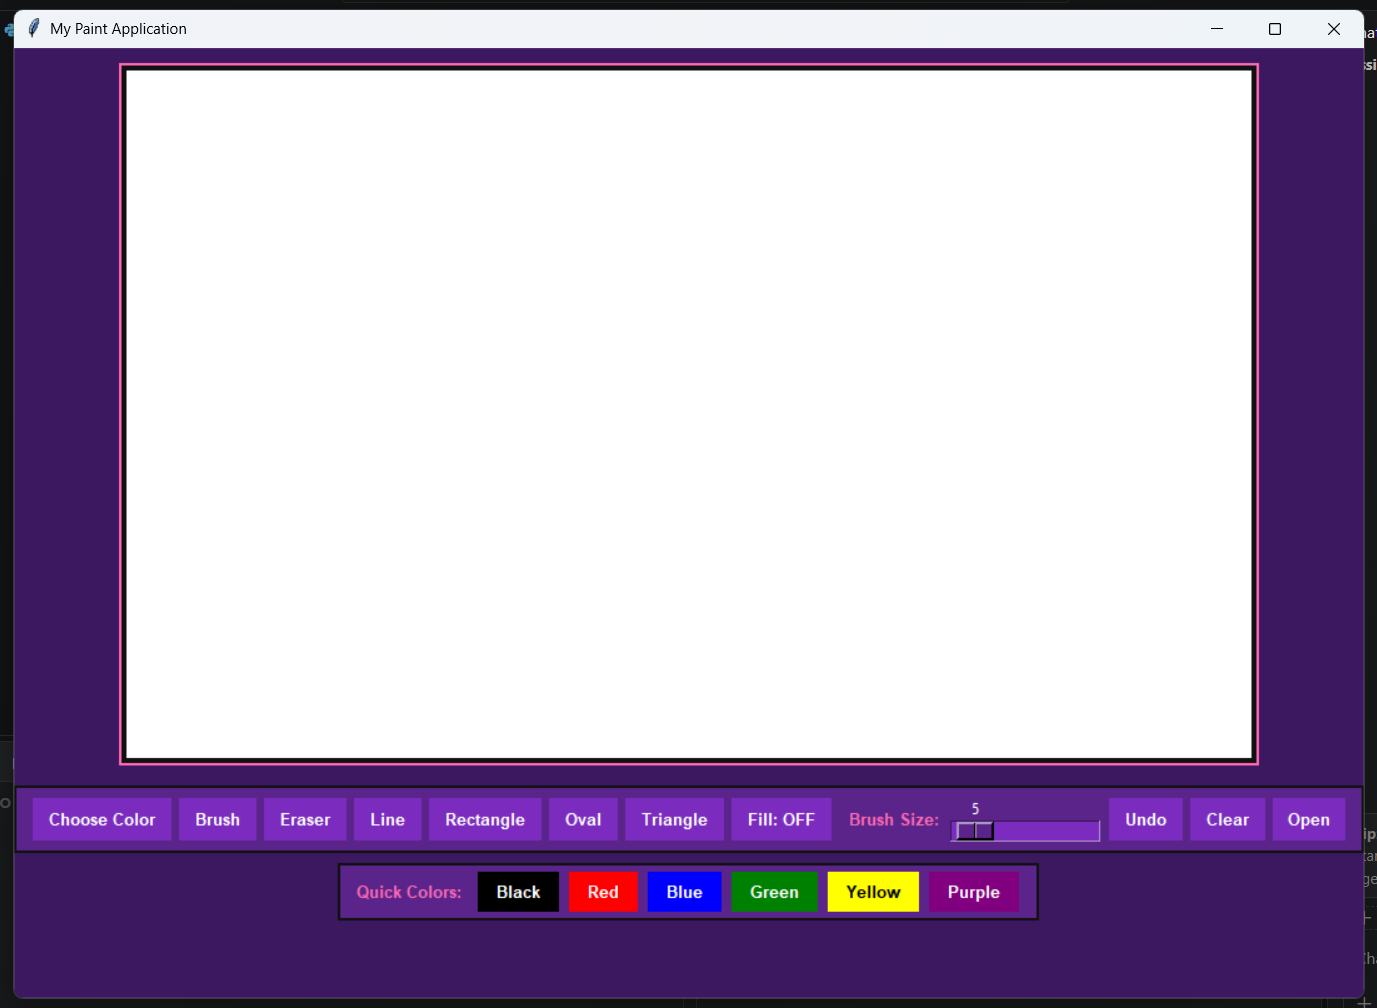 My Paint Application
Choose Color Brush Eraser Line Rectangle Oval Triangle Fill: OFF Brush Size: 5 Undo Clear Open
Quick Colors: Black Red Blue Green Yellow Purple